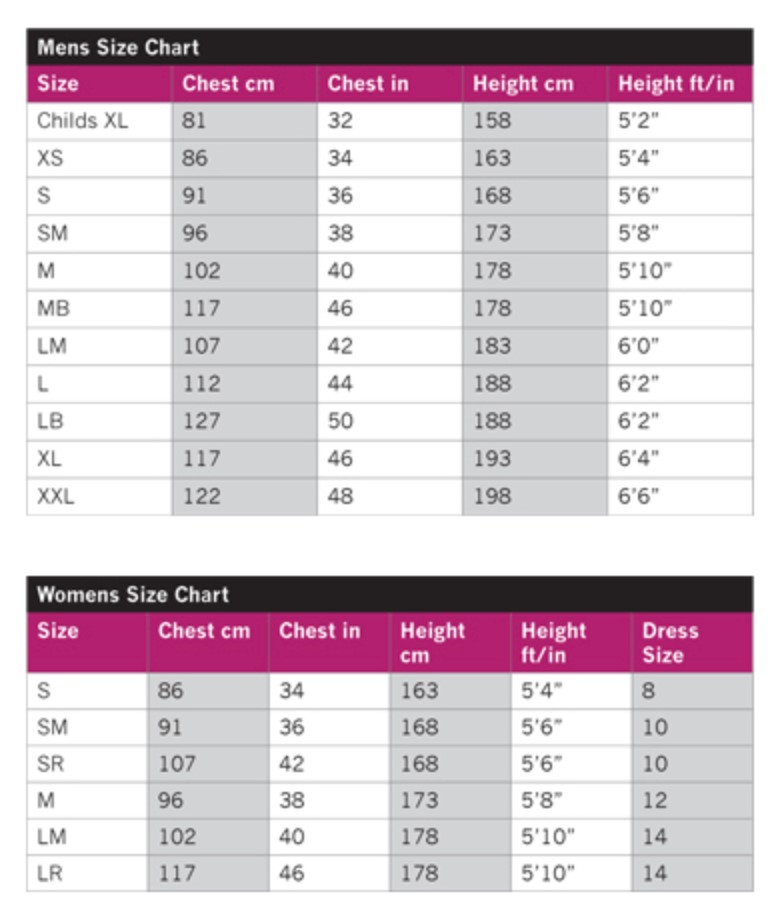 Mens Size Chart
Size Chest cm Chest in Height cm Height ft/in
Childs XL 81 32 158 5’2”
XS 86 34 163 5’4”
S 91 36 168 5’6”
SM 96 38 173 5’8”
M 102 40 178 5’10”
MB 117 46 178 5’10”
LM 107 42 183 6’0”
L 112 44 188 6’2”
LB 127 50 188 6’2”
XL 117 46 193 6’4”
XXL 122 48 198 6’6”
Womens Size Chart
Size Chest cm Chest in Height cm Height ft/in Dress Size
S 86 34 163 5’4” 8
SM 91 36 168 5’6” 10
SR 107 42 168 5’6” 10
M 96 38 173 5’8” 12
LM 102 40 178 5’10” 14
LR 117 46 178 5’10” 14